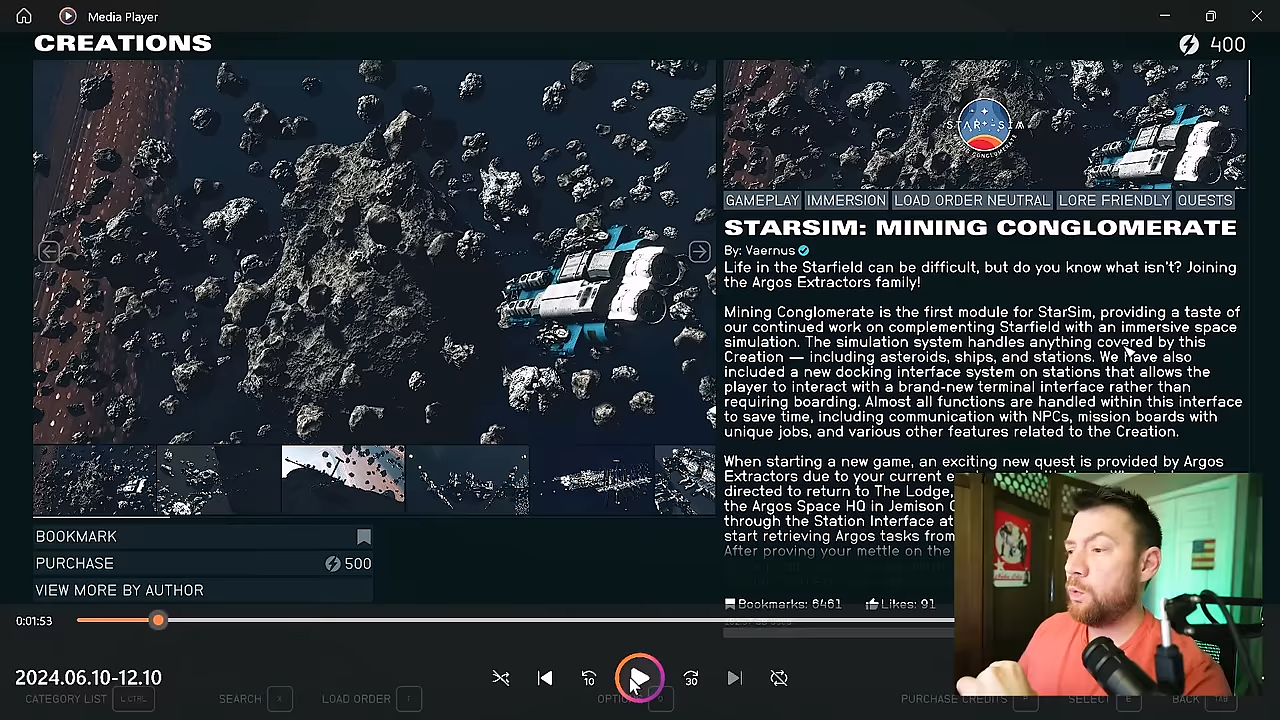 Media Player
CREATIONS
400
STAR-SIM
GAMEPLAY IMMERSION LOAD ORDER NEUTRAL LORE FRIENDLY QUESTS
STARSIM: MINING CONGLOMERATE
By: Vaernus
Life in the Starfield can be difficult, but do you know what isn't? Joining
the Argos Extractors family!
Mining Conglomerate is the first module for StarSim, providing a taste of
our continued work on complementing Starfield with an immersive space
simulation. The simulation system handles anything covered by this
Creation — including asteroids, ships, and stations. We have also
included a new docking interface system on stations that allows the
player to interact with a brand-new terminal interface rather than
requiring boarding. Almost all functions are handled within this interface
to save time, including communication with NPCs, mission boards with
unique jobs, and various other features related to the Creation.
When starting a new game, an exciting new quest is provided by Argos
Extractors due to your current e
directed to return to The Lodge,
the Argos Space HQ in Jemison
through the Station Interface at
start retrieving Argos tasks from
After proving your mettle on the
BOOKMARK
PURCHASE 500
VIEW MORE BY AUTHOR
Bookmarks: 6461 Likes: 91
0:01:53
2024.06.10-12.10
10
30
CATEGORY LIST L.CTRL SEARCH X LOAD ORDER T OPTI PURCHASE CREDITS SELECT E BACK TAB